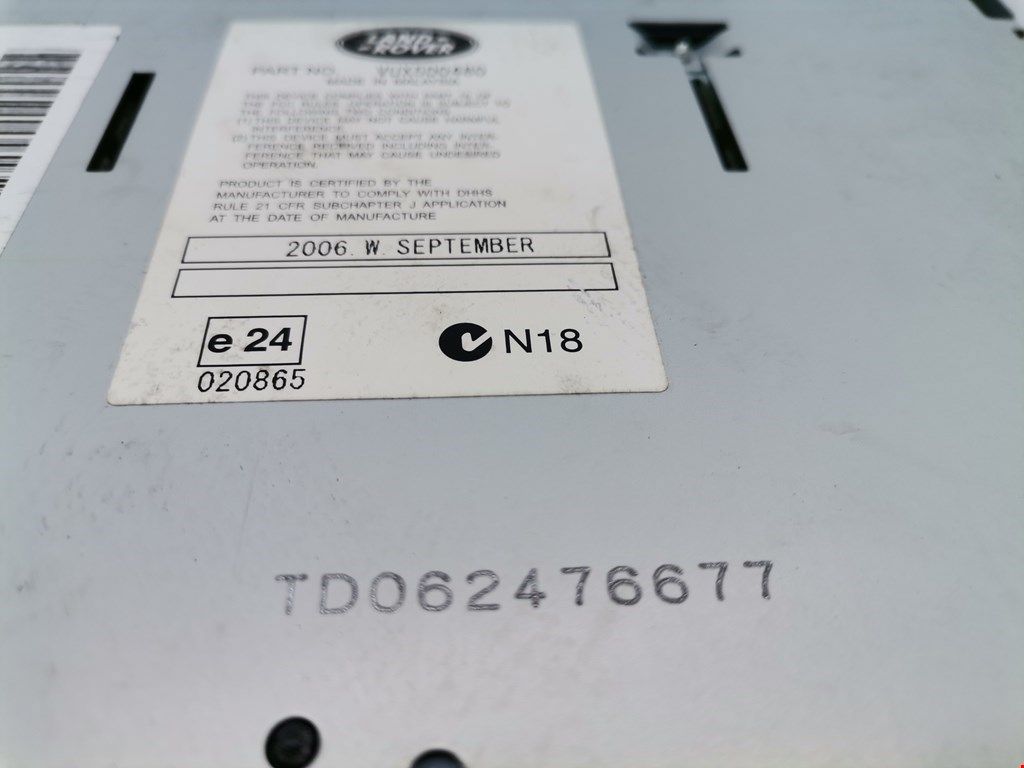 LAND
ROVER
PART NO.
MADE IN MALAYSIA
THIS DEVICE COMPLIES WITH PART 15 OF
THE FCC RULES. OPERATION IS SUBJECT TO
THE FOLLOWING TWO CONDITIONS:
(1) THIS DEVICE MAY NOT CAUSE HARMFUL
INTERFERENCE
(2) THIS DEVICE MUST ACCEPT ANY INTER-
FERENCE RECEIVED INCLUDING INTER-
FERENCE THAT MAY CAUSE UNDESIRED
OPERATION.
PRODUCT IS CERTIFIED BY THE
MANUFACTURER TO COMPLY WITH DHHS
RULE 21 CFR SUBCHAPTER J APPLICATION
AT THE DATE OF MANUFACTURE
2006. W. SEPTEMBER
e 24
N18
020865
TD062476677